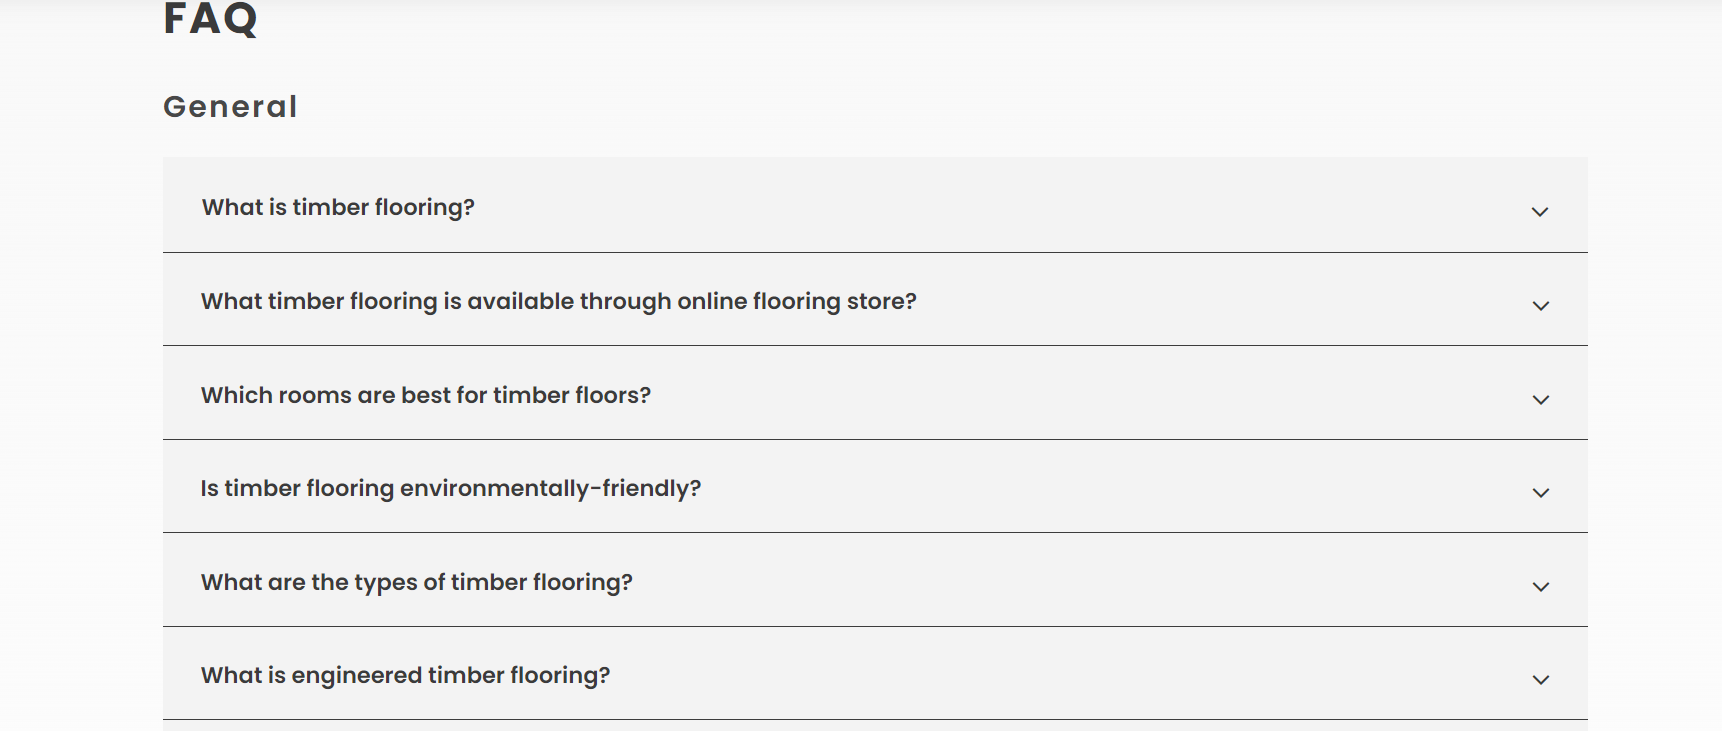 FAQ
General
What is timber flooring?
What timber flooring is available through online flooring store?
Which rooms are best for timber floors?
Is timber flooring environmentally-friendly?
What are the types of timber flooring?
What is engineered timber flooring?